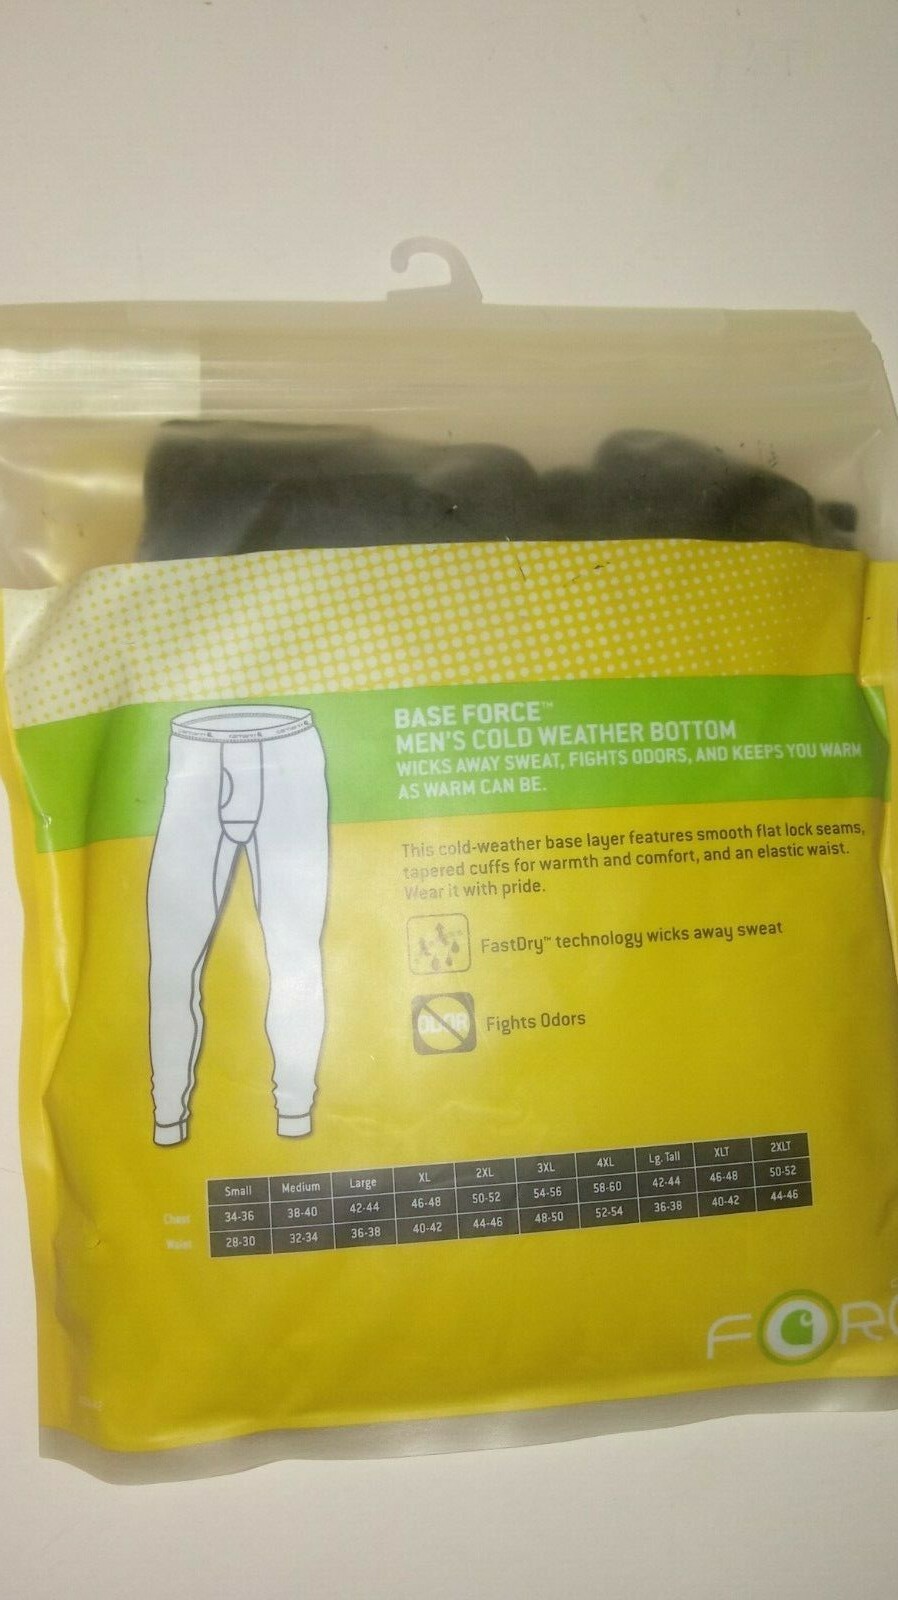 BASE FORCE™
MEN'S COLD WEATHER BOTTOM
WICKS AWAY SWEAT, FIGHTS ODORS, AND KEEPS YOU WARM
AS WARM CAN BE.
This cold-weather base layer features smooth flat lock seams,
tapered cuffs for warmth and comfort, and an elastic waist.
Wear it with pride.
FastDry™ technology wicks away sweat
ODOR Fights Odors
Small Medium Large XL 2XL 3XL 4XL Lg. Tall XLT 2XLT
Chest 34-36 38-40 42-44 46-48 50-52 54-56 58-60 42-44 46-48 50-52
Waist 28-30 32-34 36-38 40-42 44-46 48-50 52-54 36-38 40-42 44-46
FORC